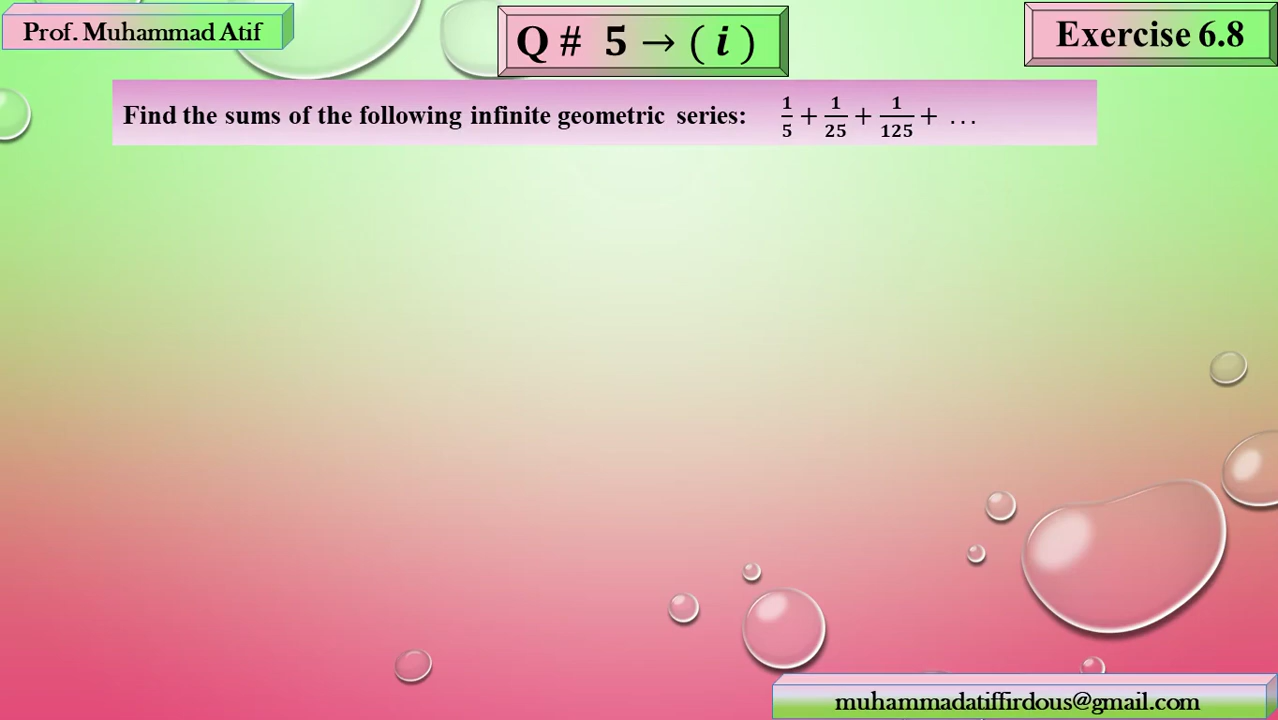 Prof. Muhammad Atif
Q # 5 → ( i )
Exercise 6.8
Find the sums of the following infinite geometric series: 1/5 + 1/25 + 1/125 + ...
muhammadatiffirdous@gmail.com